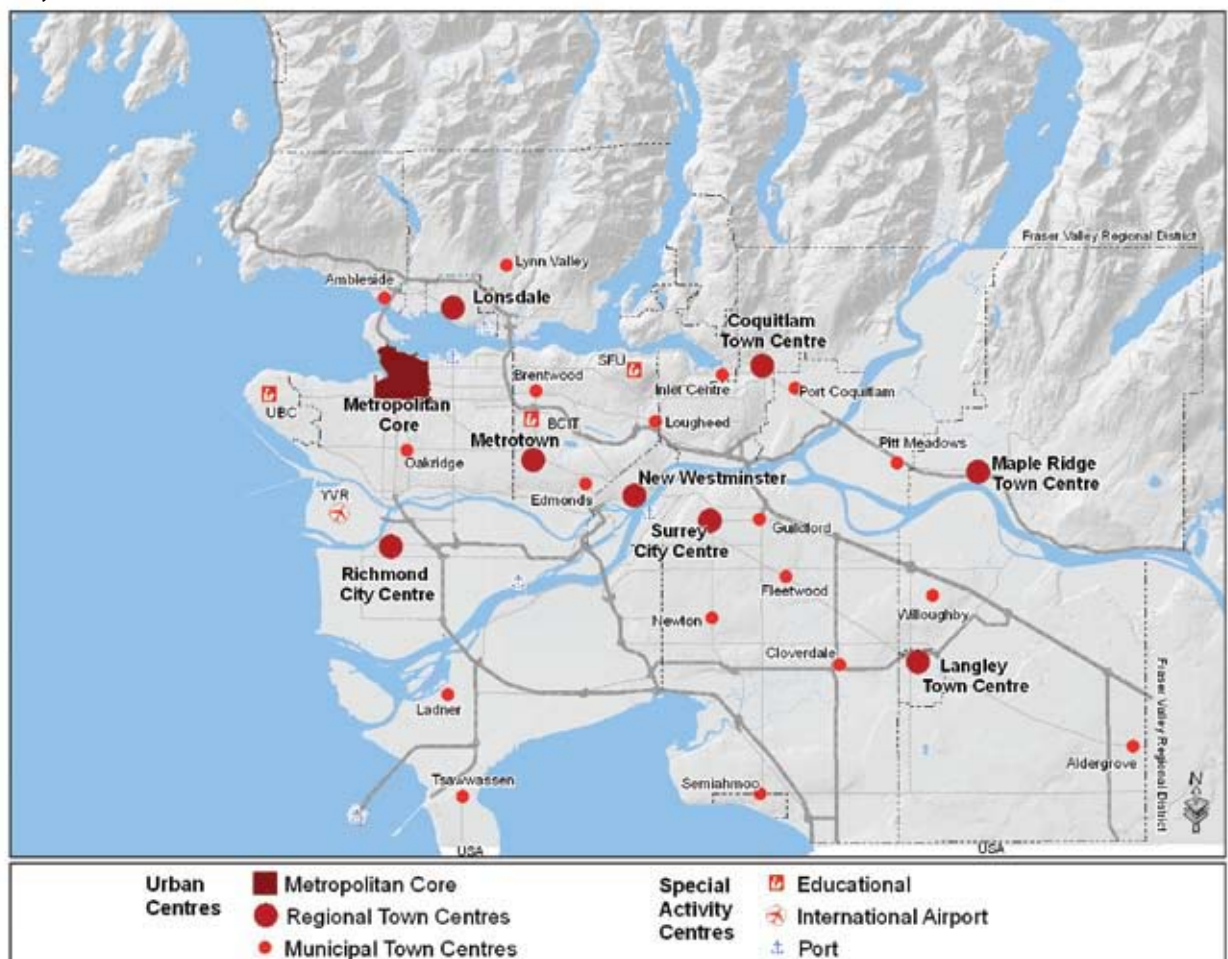 Fraser Valley Regional District
Lynn Valley
Ambleside
Lonsdale
Coquitlam
Town Centre
SFU
Brentwood
Inlet Centre
Port Coquitlam
UBC
Metropolitan
Core
BCIT
Lougheed
Metrotown
Oakridge
Pitt Meadows
Maple Ridge
Town Centre
New Westminster
Edmonds
YVR
Surrey
City Centre
Guildford
Richmond
City Centre
Fleetwood
Willoughby
Newton
Cloverdale
Langley
Town Centre
Fraser Valley Regional District
Ladner
Aldergrove
Tsawwassen
Semiahmoo
N
USA
USA
Urban
Centres
Metropolitan Core
Regional Town Centres
Municipal Town Centres
Special
Activity
Centres
Educational
International Airport
Port